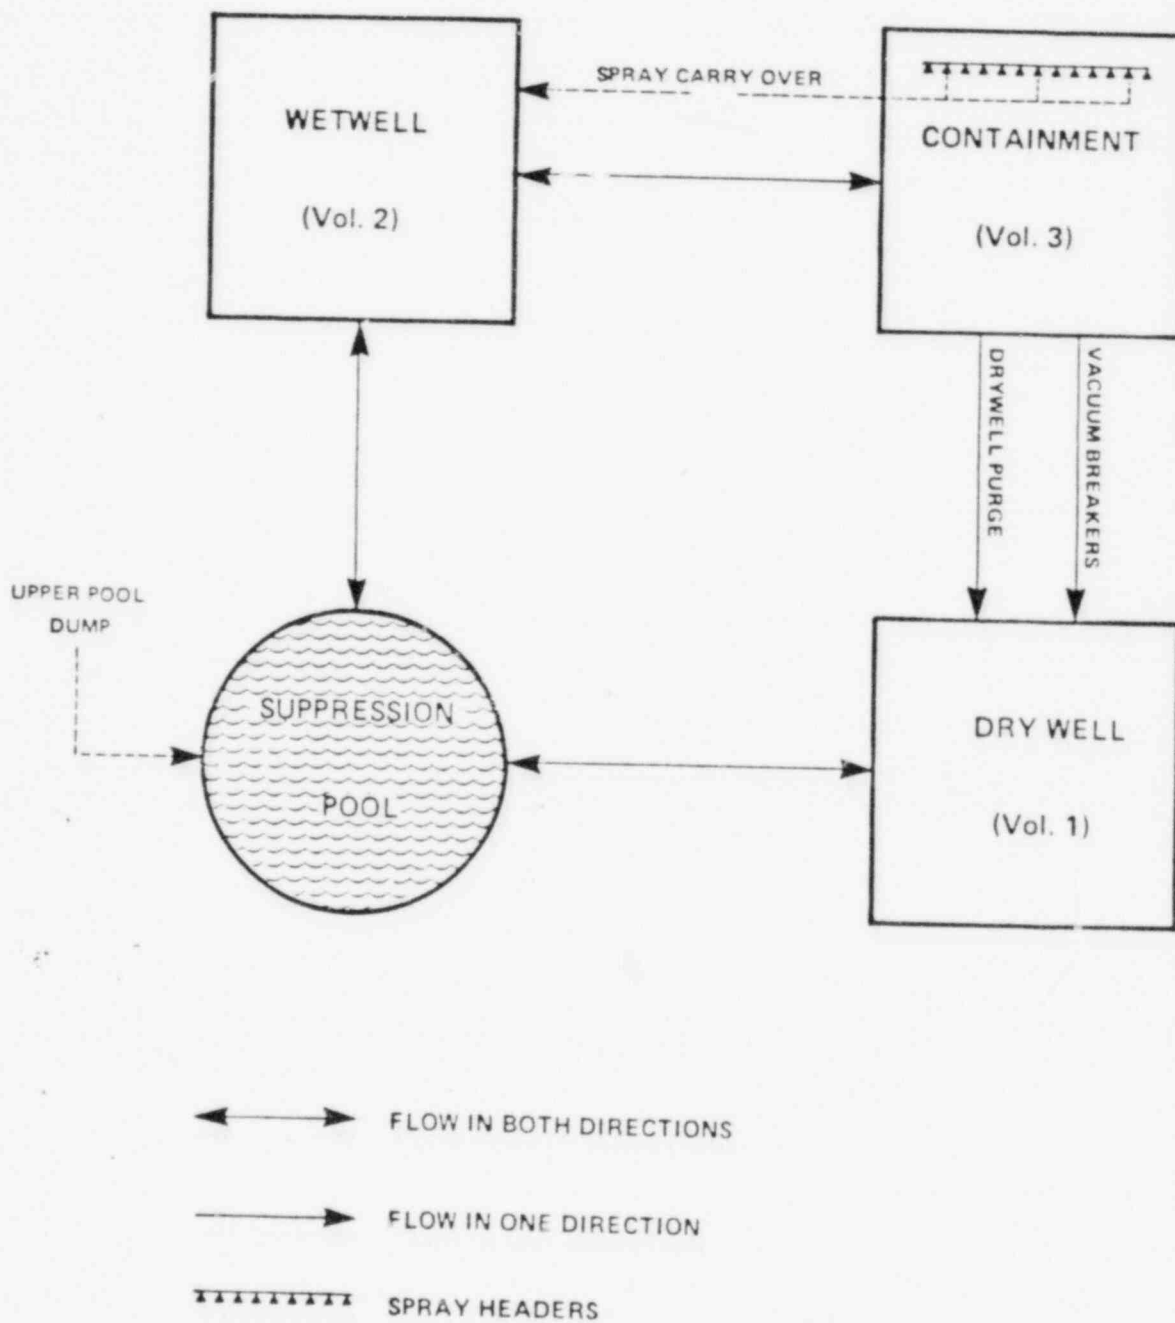 SPRAY CARRY OVER
WETWELL
(Vol. 2)
CONTAINMENT
(Vol. 3)
DRYWELL PURGE
VACUUM BREAKERS
UPPER POOL
DUMP
SUPPRESSION
POOL
DRY WELL
(Vol. 1)
FLOW IN BOTH DIRECTIONS
FLOW IN ONE DIRECTION
SPRAY HEADERS